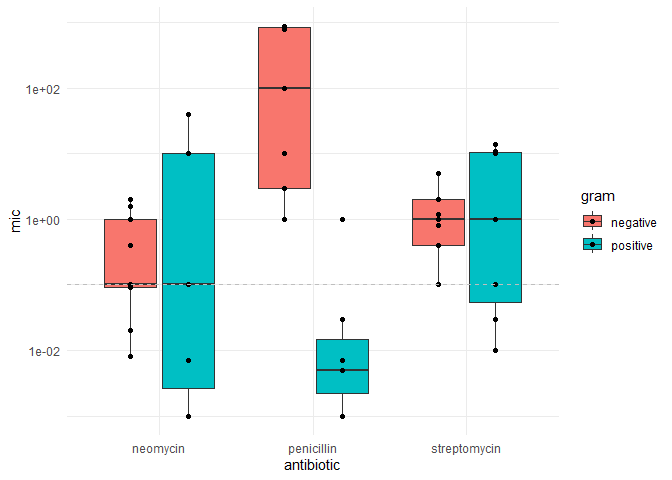 1e+02
1e+00
1e-02
mic
neomycin
penicillin
streptomycin
antibiotic
gram
negative
positive